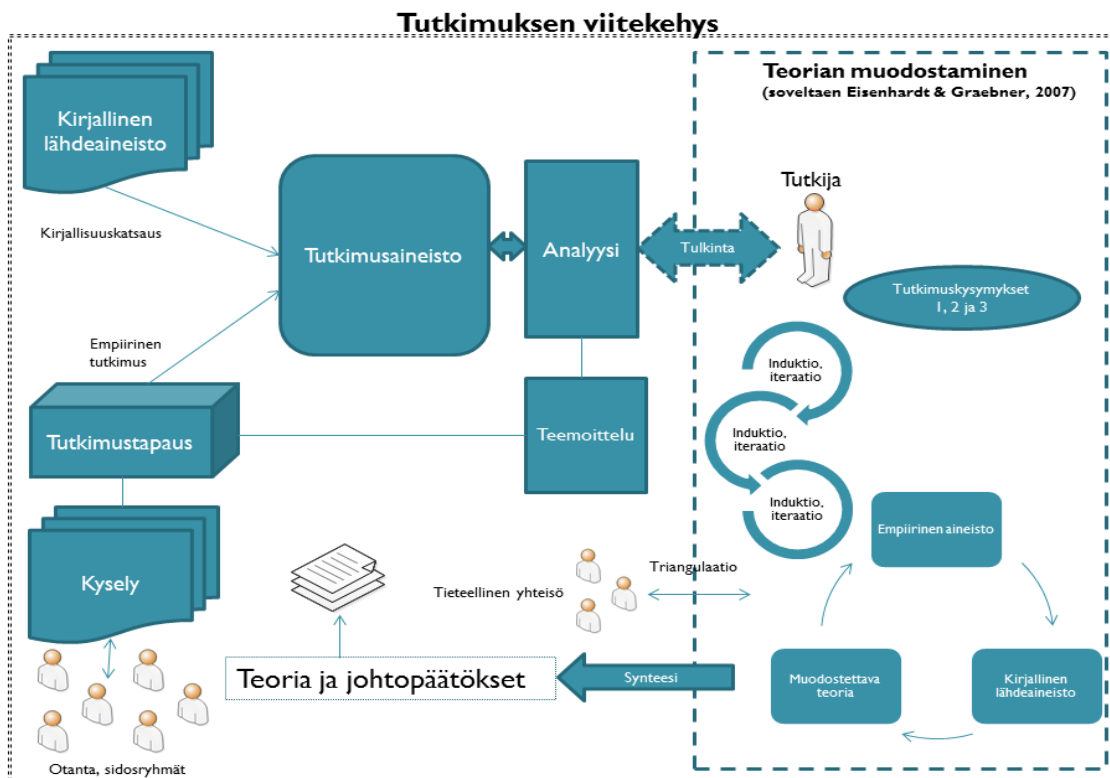 Tutkimuksen viitekehys
Teorian muodostaminen
(soveltaen Eisenhardt & Graebner, 2007)
Kirjallinen
lähdeaineisto
Kirjallisuuskatsaus
Tutkimusaineisto
Analyysi
Tulkinta
Tutkija
Tutkimuskysymykset
1, 2 ja 3
Empiirinen
tutkimus
Tutkimustapaus
Teemoittelu
Induktio,
iteraatio
Induktio,
iteraatio
Induktio,
iteraatio
Empiirinen aineisto
Kysely
Tieteellinen yhteisö
Triangulaatio
Teoria ja johtopäätökset
Synteesi
Muodostettava
teoria
Kirjallinen
lähdeaineisto
Otanta, sidosryhmät